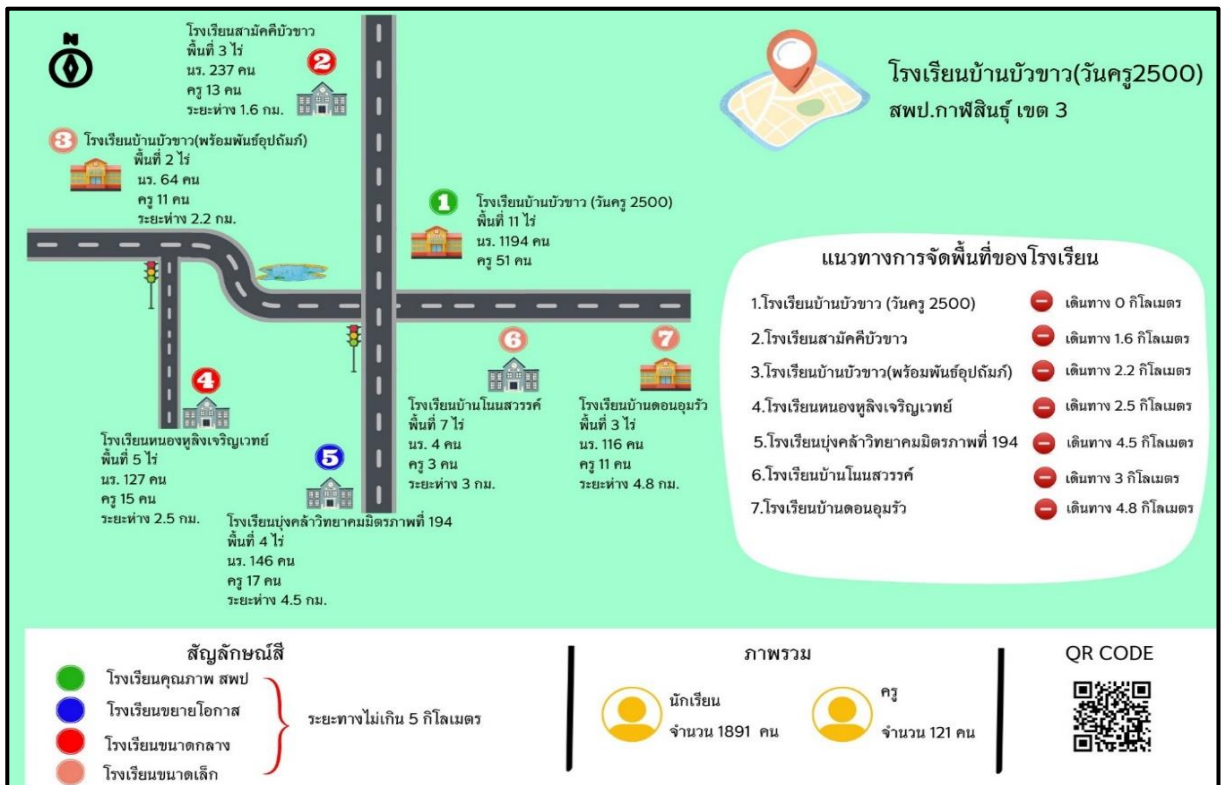 N
โรงเรียนสามัคคีบัวขาว
พื้นที่ 3 ไร่
นร. 237 คน
ครู 13 คน
ระยะห่าง 1.6 กม.
2
3
โรงเรียนบ้านบัวขาว(พร้อมพันธ์อุปถัมภ์)
พื้นที่ 2 ไร่
นร. 64 คน
ครู 11 คน
ระยะห่าง 2.2 กม.
1
โรงเรียนบ้านบัวขาว (วันครู 2500)
พื้นที่ 11 ไร่
นร. 1194 คน
ครู 51 คน
4
โรงเรียนหนองหูลิงเจริญเวทย์
พื้นที่ 5 ไร่
นร. 127 คน
ครู 15 คน
ระยะห่าง 2.5 กม.
5
โรงเรียนบุ่งคล้าวิทยาคมมิตรภาพที่ 194
พื้นที่ 4 ไร่
นร. 146 คน
ครู 17 คน
ระยะห่าง 4.5 กม.
6
โรงเรียนบ้านโนนสวรรค์
พื้นที่ 7 ไร่
นร. 4 คน
ครู 3 คน
ระยะห่าง 3 กม.
7
โรงเรียนบ้านดอนอุมรัว
พื้นที่ 3 ไร่
นร. 116 คน
ครู 11 คน
ระยะห่าง 4.8 กม.
โรงเรียนบ้านบัวขาว(วันครู2500)
สพป.กาฬสินธุ์ เขต 3
แนวทางการจัดพื้นที่ของโรงเรียน
1.โรงเรียนบ้านบัวขาว (วันครู 2500) เดินทาง 0 กิโลเมตร
2.โรงเรียนสามัคคีบัวขาว เดินทาง 1.6 กิโลเมตร
3.โรงเรียนบ้านบัวขาว(พร้อมพันธ์อุปถัมภ์) เดินทาง 2.2 กิโลเมตร
4.โรงเรียนหนองหูลิงเจริญเวทย์ เดินทาง 2.5 กิโลเมตร
5.โรงเรียนบุ่งคล้าวิทยาคมมิตรภาพที่ 194 เดินทาง 4.5 กิโลเมตร
6.โรงเรียนบ้านโนนสวรรค์ เดินทาง 3 กิโลเมตร
7.โรงเรียนบ้านดอนอุมรัว เดินทาง 4.8 กิโลเมตร
สัญลักษณ์สี
โรงเรียนคุณภาพ สพป
โรงเรียนขยายโอกาส
โรงเรียนขนาดกลาง
โรงเรียนขนาดเล็ก
ระยะทางไม่เกิน 5 กิโลเมตร
ภาพรวม
นักเรียน
จำนวน 1891 คน
ครู
จำนวน 121 คน
QR CODE